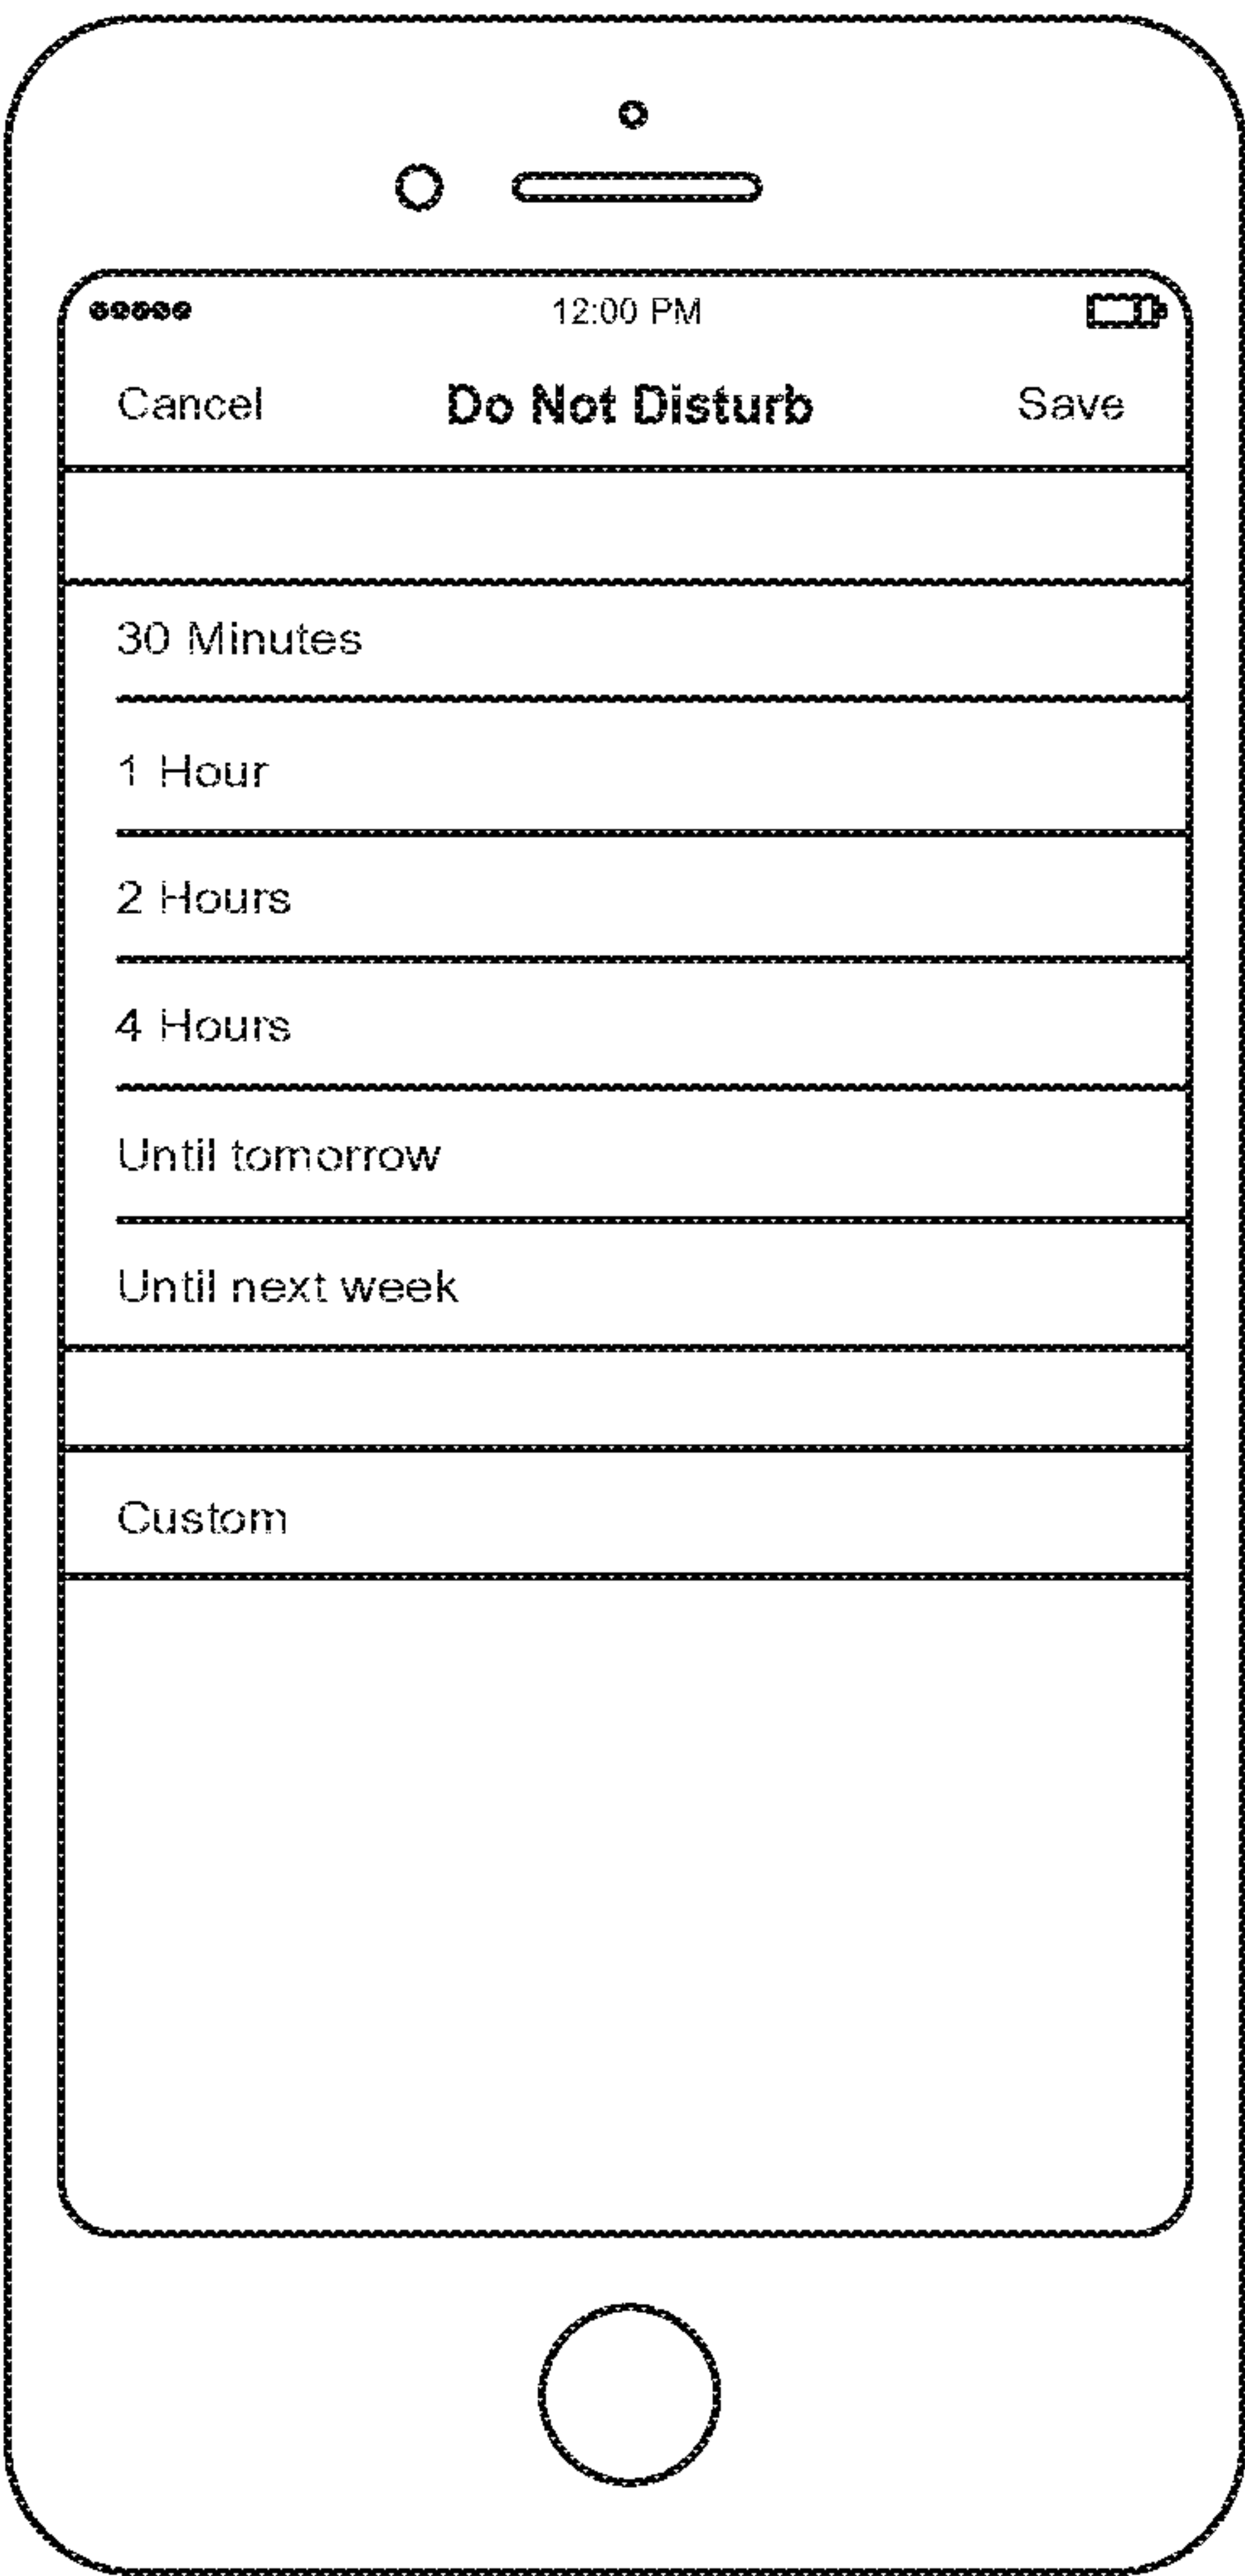 12:00 PM
Cancel Do Not Disturb Save
30 Minutes
1 Hour
2 Hours
4 Hours
Until tomorrow
Until next week
Custom